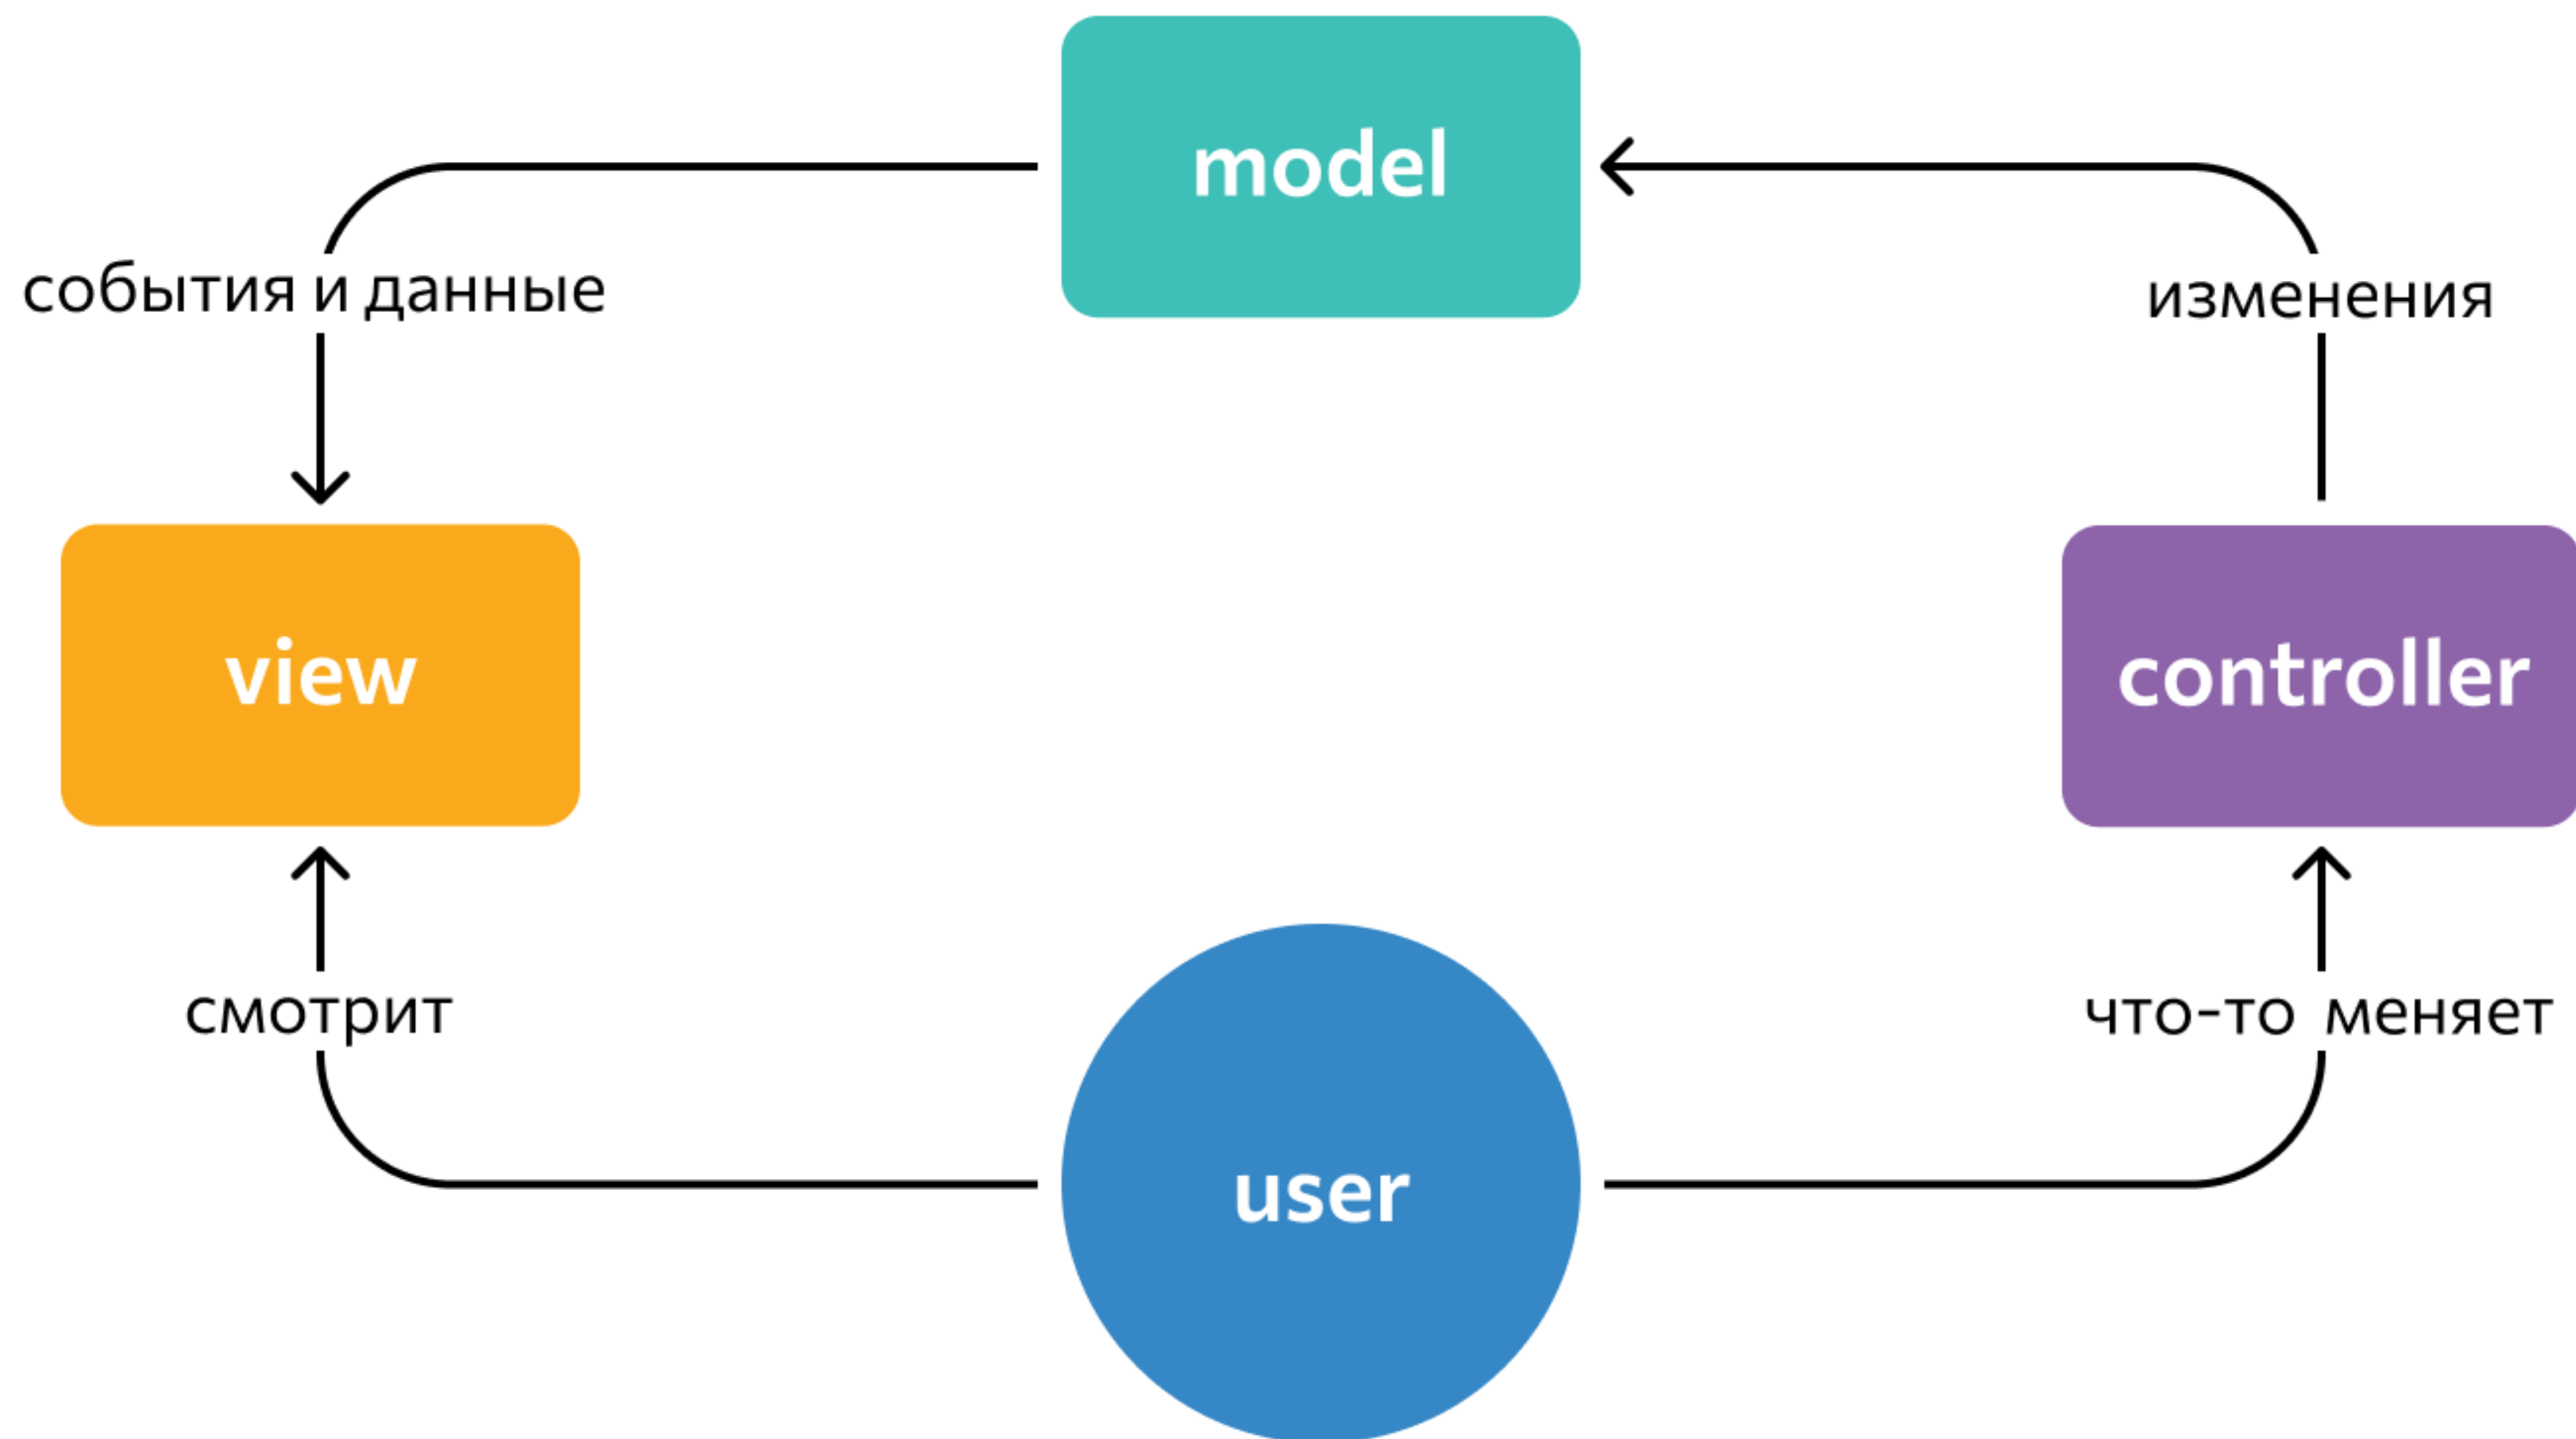 model
события и данные
изменения
view
controller
смотрит
что-то меняет
user